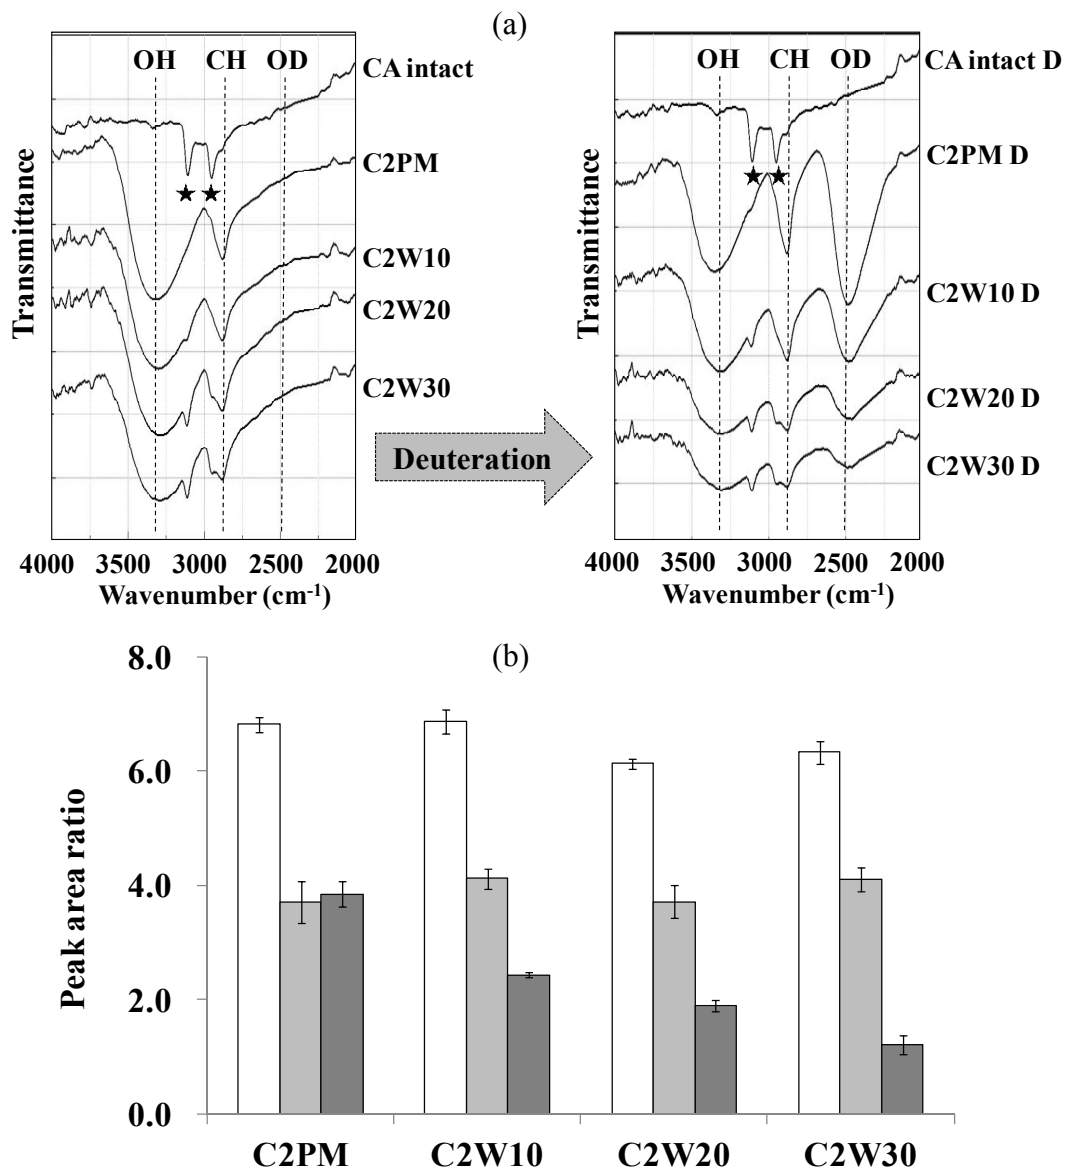 (a)
OH CH OD
CA intact
C2PM
C2W10
C2W20
C2W30
Transmittance
4000 3500 3000 2500 2000
Wavenumber (cm-1)
Deuteration
OH CH OD
CA intact D
C2PM D
C2W10 D
C2W20 D
C2W30 D
Transmittance
4000 3500 3000 2500 2000
Wavenumber (cm-1)
(b)
8.0
6.0
4.0
2.0
0.0
Peak area ratio
C2PM C2W10 C2W20 C2W30